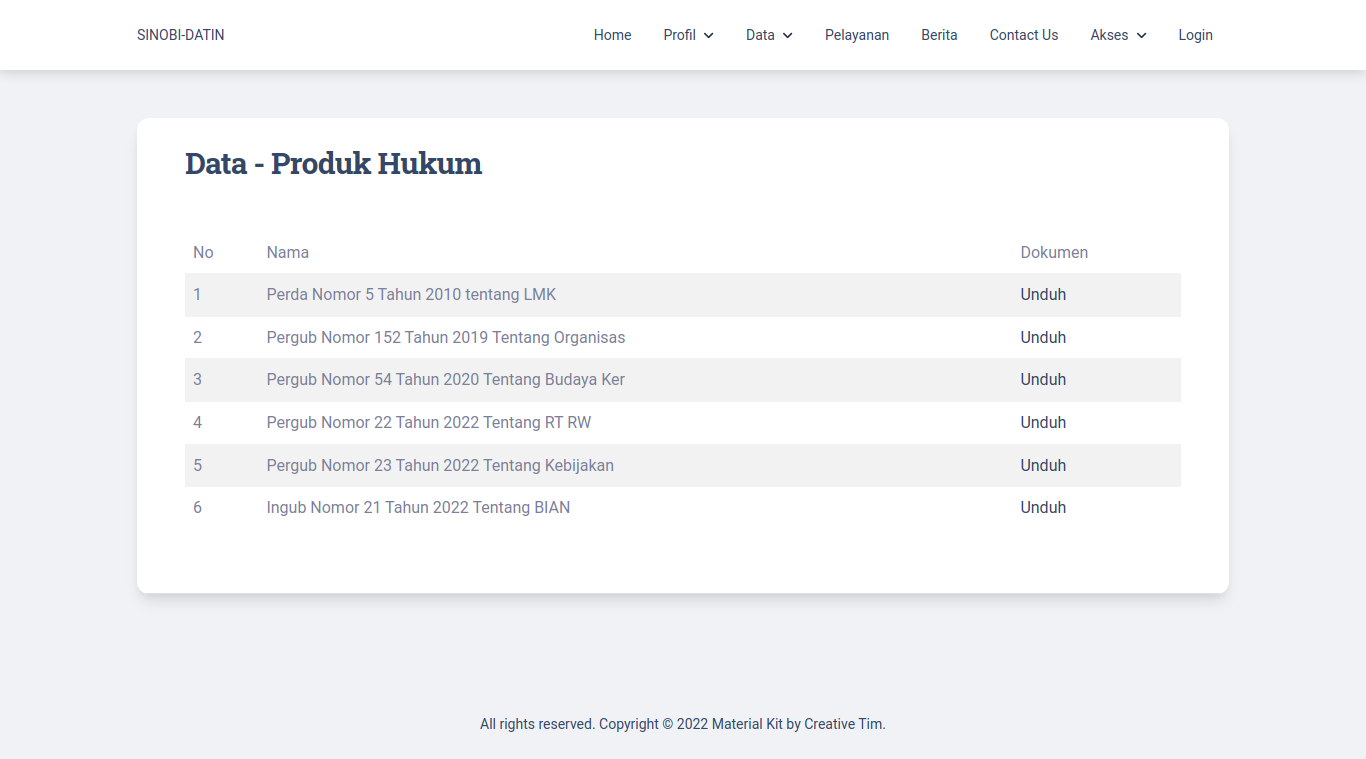 SINOBI-DATIN Home Profil Data Pelayanan Berita Contact Us Akses Login
Data - Produk Hukum
No Nama Dokumen
1 Perda Nomor 5 Tahun 2010 tentang LMK Unduh
2 Pergub Nomor 152 Tahun 2019 Tentang Organisas Unduh
3 Pergub Nomor 54 Tahun 2020 Tentang Budaya Ker Unduh
4 Pergub Nomor 22 Tahun 2022 Tentang RT RW Unduh
5 Pergub Nomor 23 Tahun 2022 Tentang Kebijakan Unduh
6 Ingub Nomor 21 Tahun 2022 Tentang BIAN Unduh
All rights reserved. Copyright © 2022 Material Kit by Creative Tim.